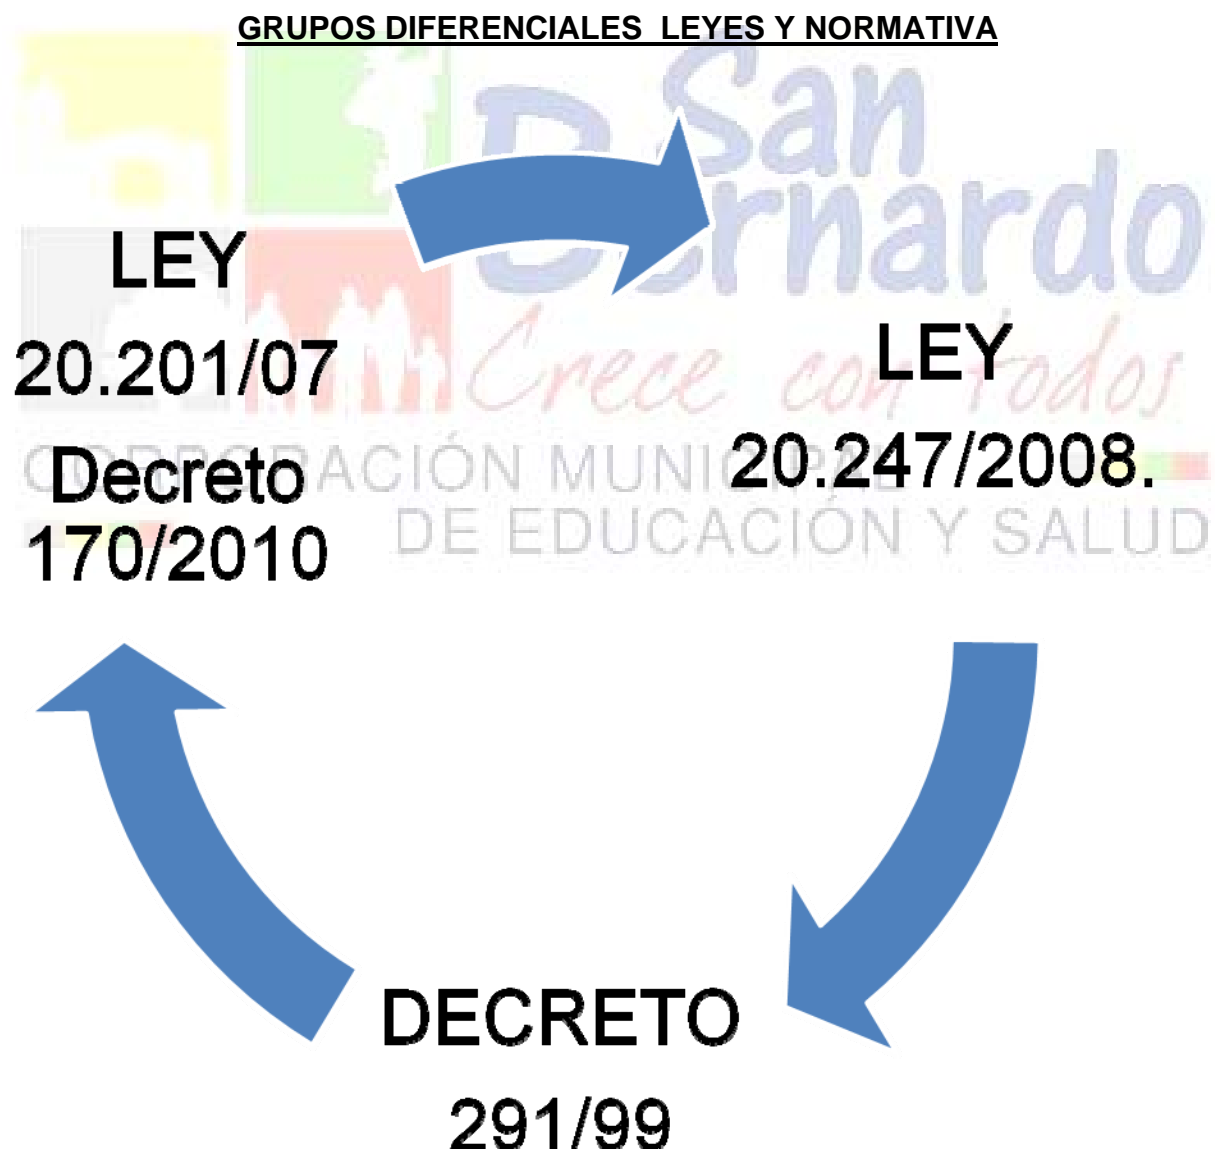 GRUPOS DIFERENCIALES LEYES Y NORMATIVA
San
Bernardo
Crece con todos
CORPORACIÓN MUNICIPAL
DE EDUCACIÓN Y SALUD
LEY
20.201/07
Decreto
170/2010
LEY
20.247/2008.
DECRETO
291/99